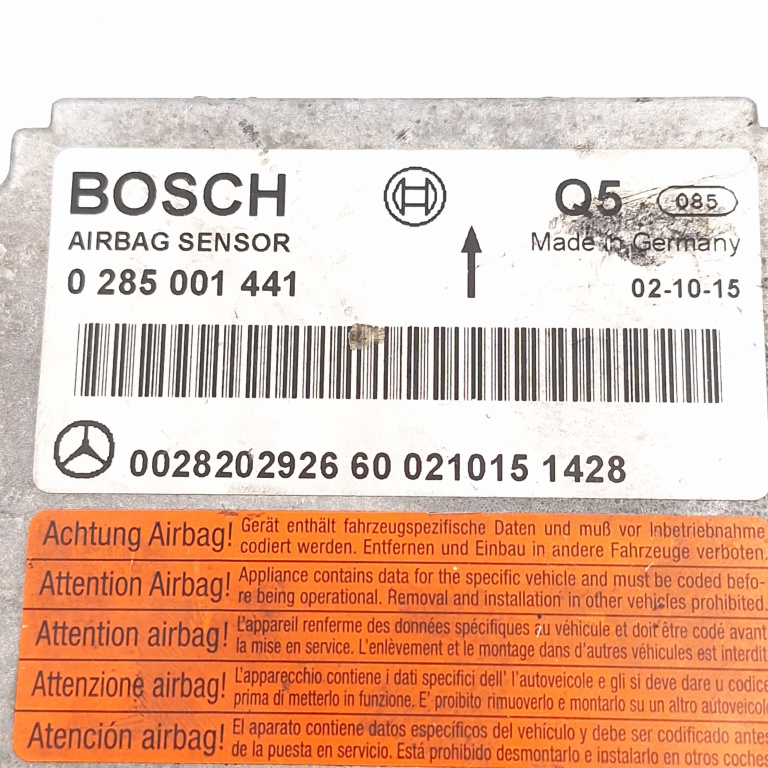 BOSCH
Q5 085
AIRBAG SENSOR
Made in Germany
0 285 001 441
02-10-15
0028202926 60 021015 1428
Achtung Airbag! Gerät enthält fahrzeugspezifische Daten und muß vor Inbetriebnahme
codiert werden. Entfernen und Einbau in andere Fahrzeuge verboten.
Attention Airbag! Appliance contains data for the specific vehicle and must be coded befo-
re being operational. Removal and installation in other vehicles prohibited.
Attention airbag! L'appareil renferme des données spécifiques au véhicule et doit être codé avant
la mise en service. L'enlèvement et le montage dans d'autres véhicules est interdit
Attenzione airbag! L'apparecchio contiene i dati specifici dell' l'autoveicole e gli si deve dare u codice
prima di metterlo in funzione. E' proibito rimuoverlo e montarlo su un altro autoveicolo
Atención airbag! El aparato contiene datos específicos del vehículo y debe ser codificado antes
de la puesta en servicio. Está prohibido desmontarlo e instalarlo en otros coches